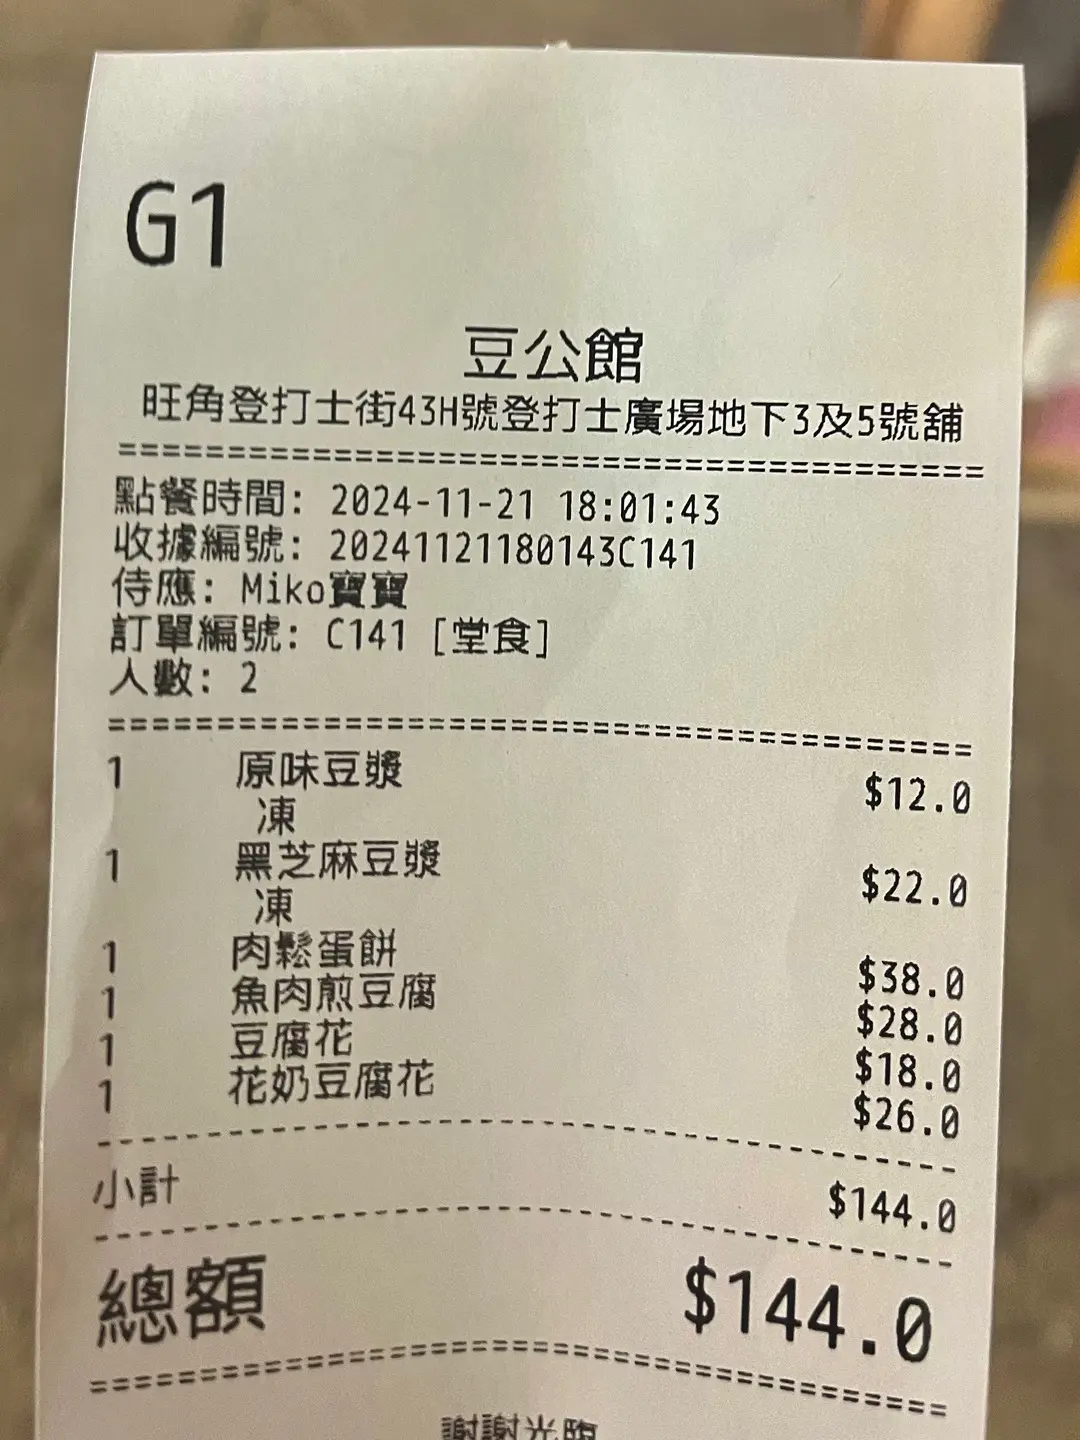 G1
豆公館
旺角登打士街43H號登打士廣場地下3及5號舖
======================================
點餐時間: 2024-11-21 18:01:43
收據編號: 20241121180143C141
侍應: Miko寶寶
訂單編號: C141 [堂食]
人數: 2
======================================
1 原味豆漿 $12.0
凍
1 黑芝麻豆漿 $22.0
凍
1 肉鬆蛋餅 $38.0
1 魚肉煎豆腐 $28.0
1 豆腐花 $18.0
1 花奶豆腐花 $26.0
--------------------------------------
小計 $144.0
--------------------------------------
總額 $144.0
======================================
謝謝光臨